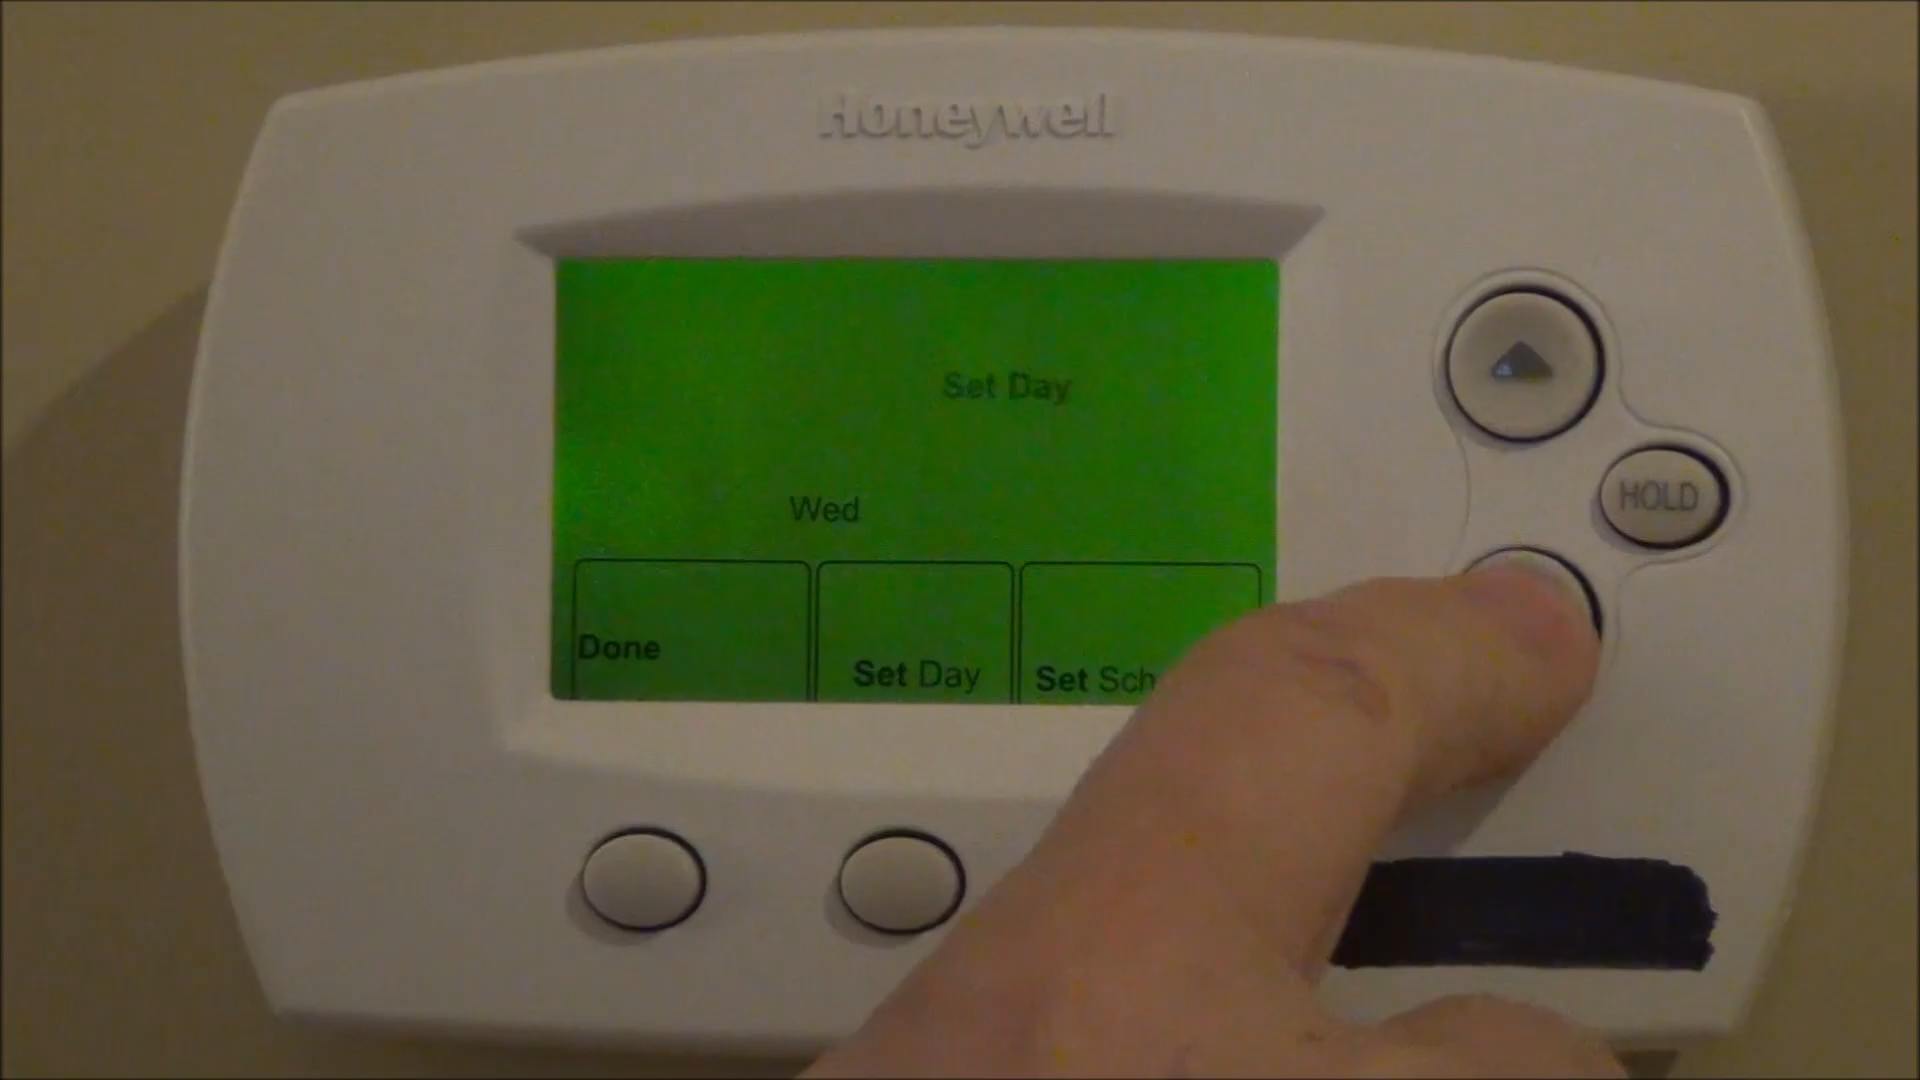 Honeywell
Set Day
HOLD
Wed
Done
Set Day
Set Sch